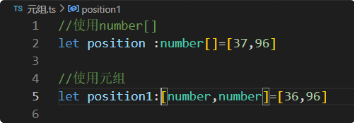 TS 元组.ts > position1
1 //使用number[]
2 let position :number[]=[37,96]
3
4 //使用元组
5 let position1:[number,number]=[36,96]